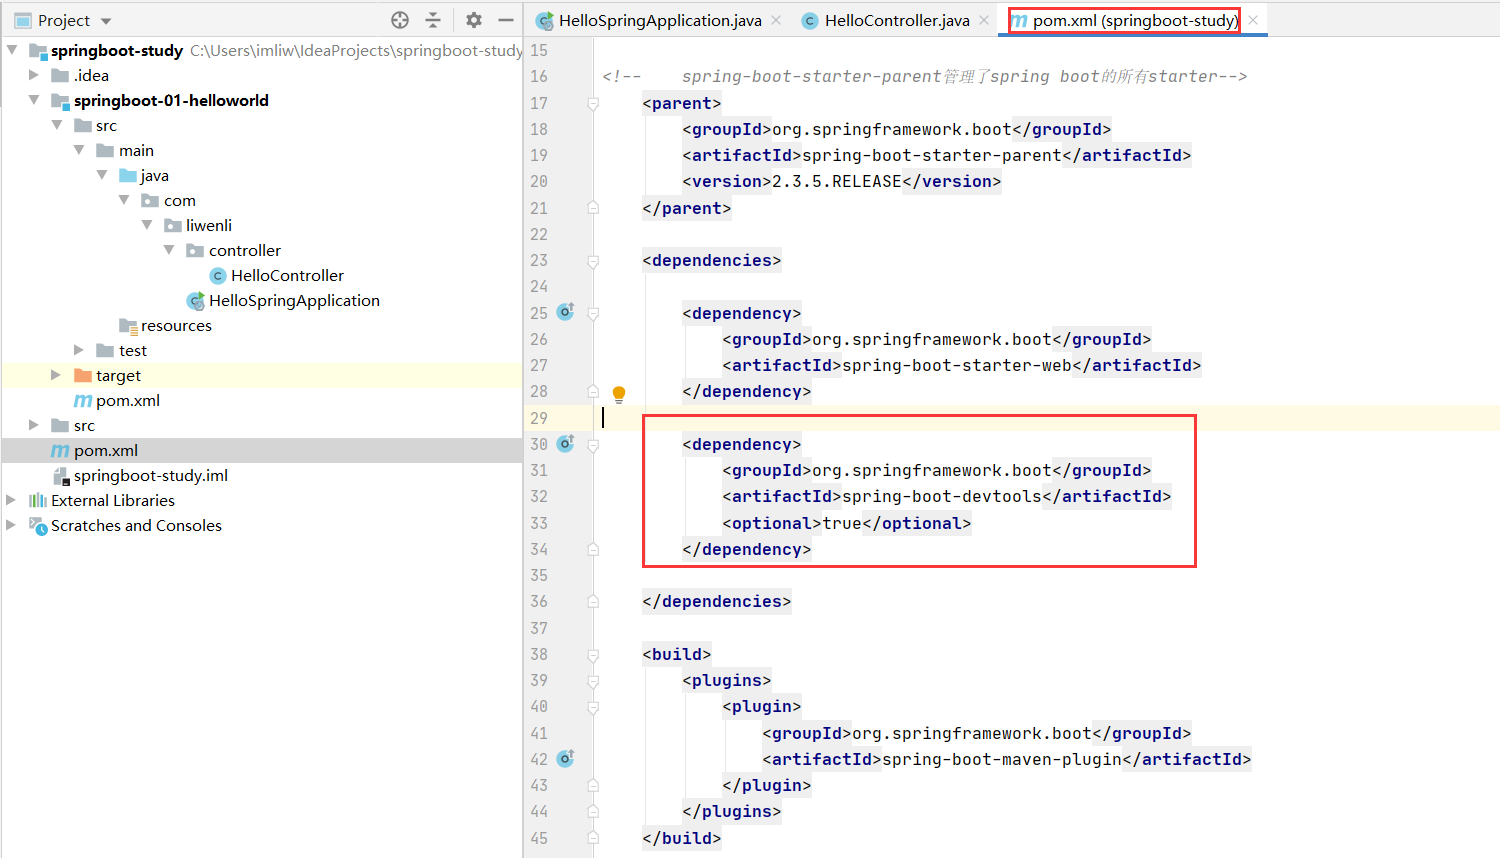 Project
springboot-study C:\Users\imliw\IdeaProjects\springboot-study
.idea
springboot-01-helloworld
src
main
java
com
liwenli
controller
HelloController
HelloSpringApplication
resources
test
target
pom.xml
src
pom.xml
springboot-study.iml
External Libraries
Scratches and Consoles
HelloSpringApplication.java
HelloController.java
pom.xml (springboot-study)
15
16 <!--    spring-boot-starter-parent管理了spring boot的所有starter-->
17     <parent>
18         <groupId>org.springframework.boot</groupId>
19         <artifactId>spring-boot-starter-parent</artifactId>
20         <version>2.3.5.RELEASE</version>
21     </parent>
22
23     <dependencies>
24
25         <dependency>
26             <groupId>org.springframework.boot</groupId>
27             <artifactId>spring-boot-starter-web</artifactId>
28         </dependency>
29
30         <dependency>
31             <groupId>org.springframework.boot</groupId>
32             <artifactId>spring-boot-devtools</artifactId>
33             <optional>true</optional>
34         </dependency>
35
36     </dependencies>
37
38     <build>
39         <plugins>
40             <plugin>
41                 <groupId>org.springframework.boot</groupId>
42                 <artifactId>spring-boot-maven-plugin</artifactId>
43             </plugin>
44         </plugins>
45     </build>